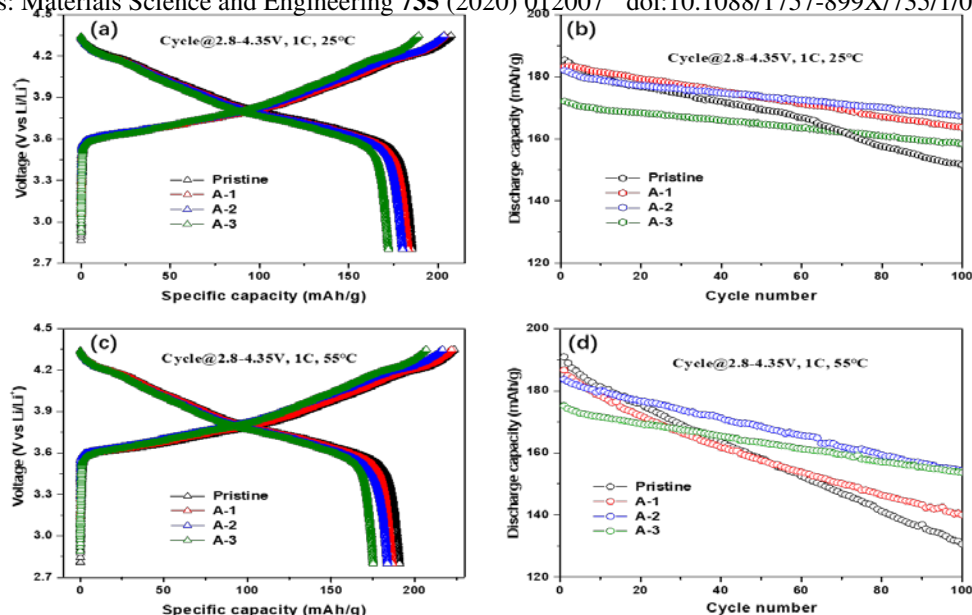 s: Materials Science and Engineering 735 (2020) 012007 doi:10.1088/1757-899X/735/1/0
(a)
Cycle@2.8-4.35V, 1C, 25℃
4.5
4.2
3.9
3.6
3.3
3.0
2.7
Voltage (V vs Li/Li+)
Pristine
A-1
A-2
A-3
0 50 100 150 200
Specific capacity (mAh/g)
(b)
Cycle@2.8-4.35V, 1C, 25℃
200
180
160
140
120
Discharge capacity (mAh/g)
Pristine
A-1
A-2
A-3
0 20 40 60 80 100
Cycle number
(c)
Cycle@2.8-4.35V, 1C, 55℃
4.5
4.2
3.9
3.6
3.3
3.0
2.7
Voltage (V vs Li/Li+)
Pristine
A-1
A-2
A-3
0 50 100 150 200
Specific capacity (mAh/g)
(d)
Cycle@2.8-4.35V, 1C, 55℃
200
180
160
140
120
Discharge capacity (mAh/g)
Pristine
A-1
A-2
A-3
0 20 40 60 80 100
Cycle number